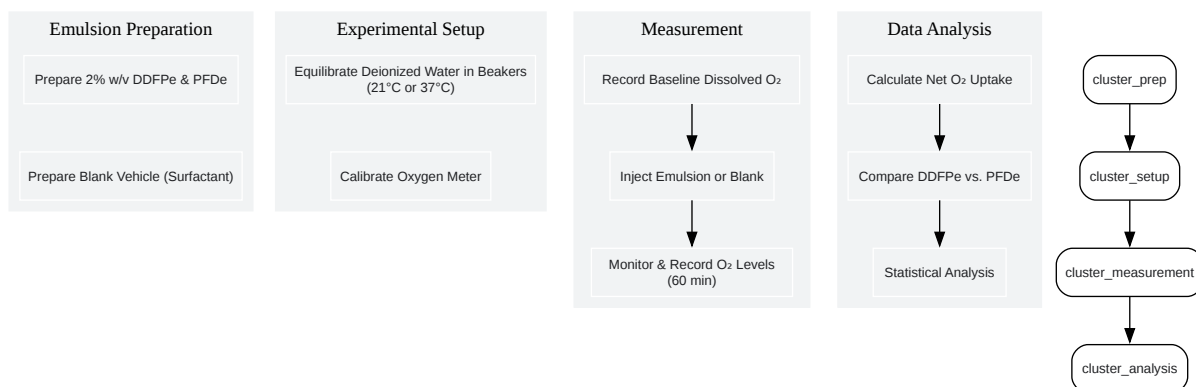 Emulsion Preparation
Prepare 2% w/v DDFPe & PFDe
Prepare Blank Vehicle (Surfactant)
Experimental Setup
Equilibrate Deionized Water in Beakers
(21°C or 37°C)
Calibrate Oxygen Meter
Measurement
Record Baseline Dissolved O₂
Inject Emulsion or Blank
Monitor & Record O₂ Levels
(60 min)
Data Analysis
Calculate Net O₂ Uptake
Compare DDFPe vs. PFDe
Statistical Analysis
cluster_prep
cluster_setup
cluster_measurement
cluster_analysis